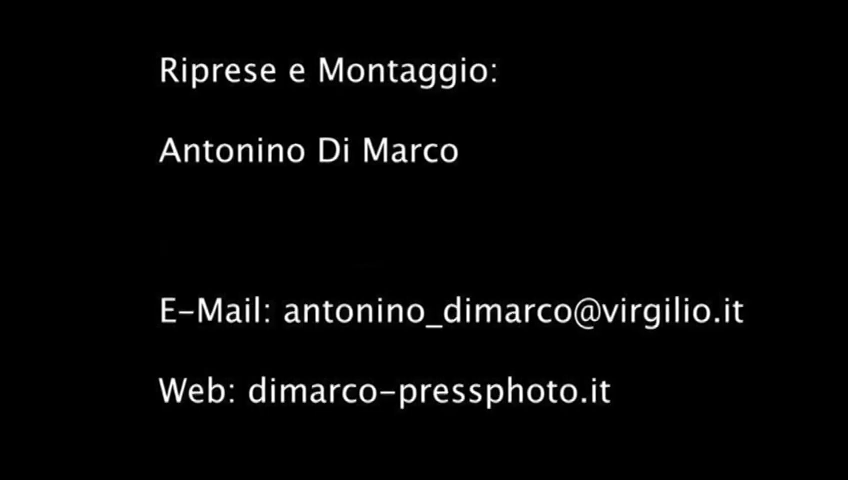 Riprese e Montaggio:
Antonino Di Marco
E-Mail: antonino_dimarco@virgilio.it
Web: dimarco-pressphoto.it